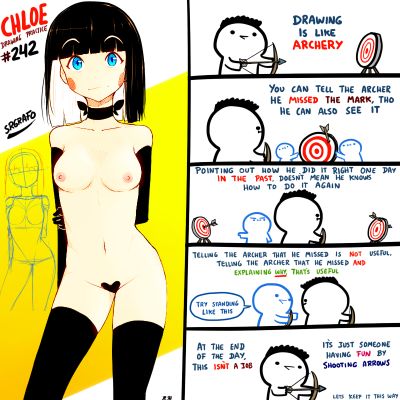 CHLOE
DRAWING PRACTICE
#242
SRGRAFO
DRAWING
IS LIKE
ARCHERY
YOU CAN TELL THE ARCHER
HE MISSED THE MARK, THO
HE CAN ALSO SEE IT
POINTING OUT HOW HE DID IT RIGHT ONE DAY
IN THE PAST, DOESNT MEAN HE KNOWS
HOW TO DO IT AGAIN
TELLING THE ARCHER THAT HE MISSED IS NOT USEFUL.
TELLING THE ARCHER THAT HE MISSED AND
EXPLAINING WHY THAT'S USEFUL
TRY STANDING
LIKE THIS
AT THE END
OF THE DAY,
THIS ISN'T A JOB
IT'S JUST SOMEONE
HAVING FUN BY
SHOOTING ARROWS
LETS KEEP IT THIS WAY